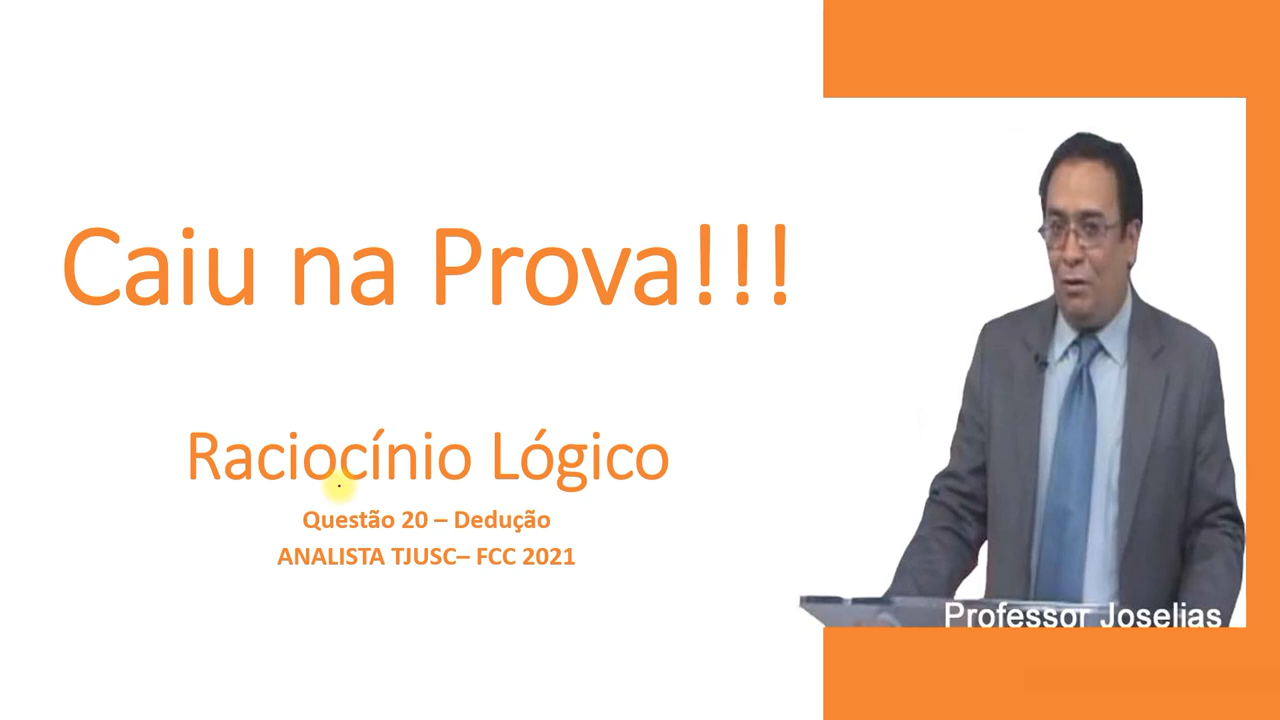 Caiu na Prova!!!
Raciocínio Lógico
Questão 20 – Dedução
ANALISTA TJUSC– FCC 2021
Professor Joselias